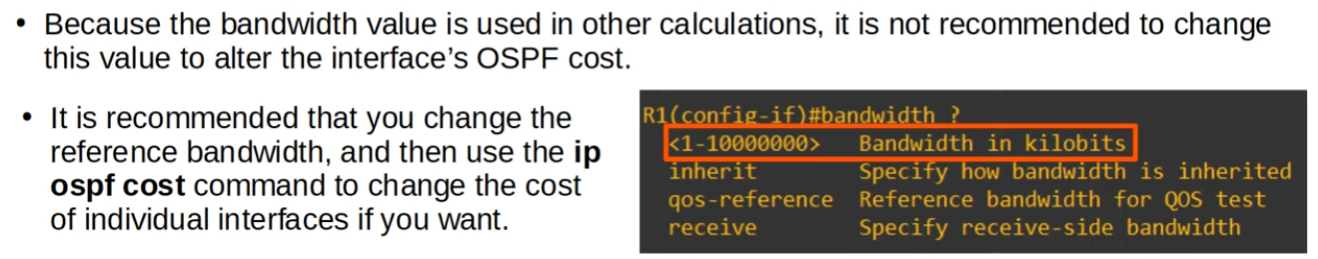 • Because the bandwidth value is used in other calculations, it is not recommended to change
this value to alter the interface’s OSPF cost.
• It is recommended that you change the
reference bandwidth, and then use the ip
ospf cost command to change the cost
of individual interfaces if you want.
R1(config-if)#bandwidth ?
<1-10000000> Bandwidth in kilobits
inherit Specify how bandwidth is inherited
qos-reference Reference bandwidth for QOS test
receive Specify receive-side bandwidth